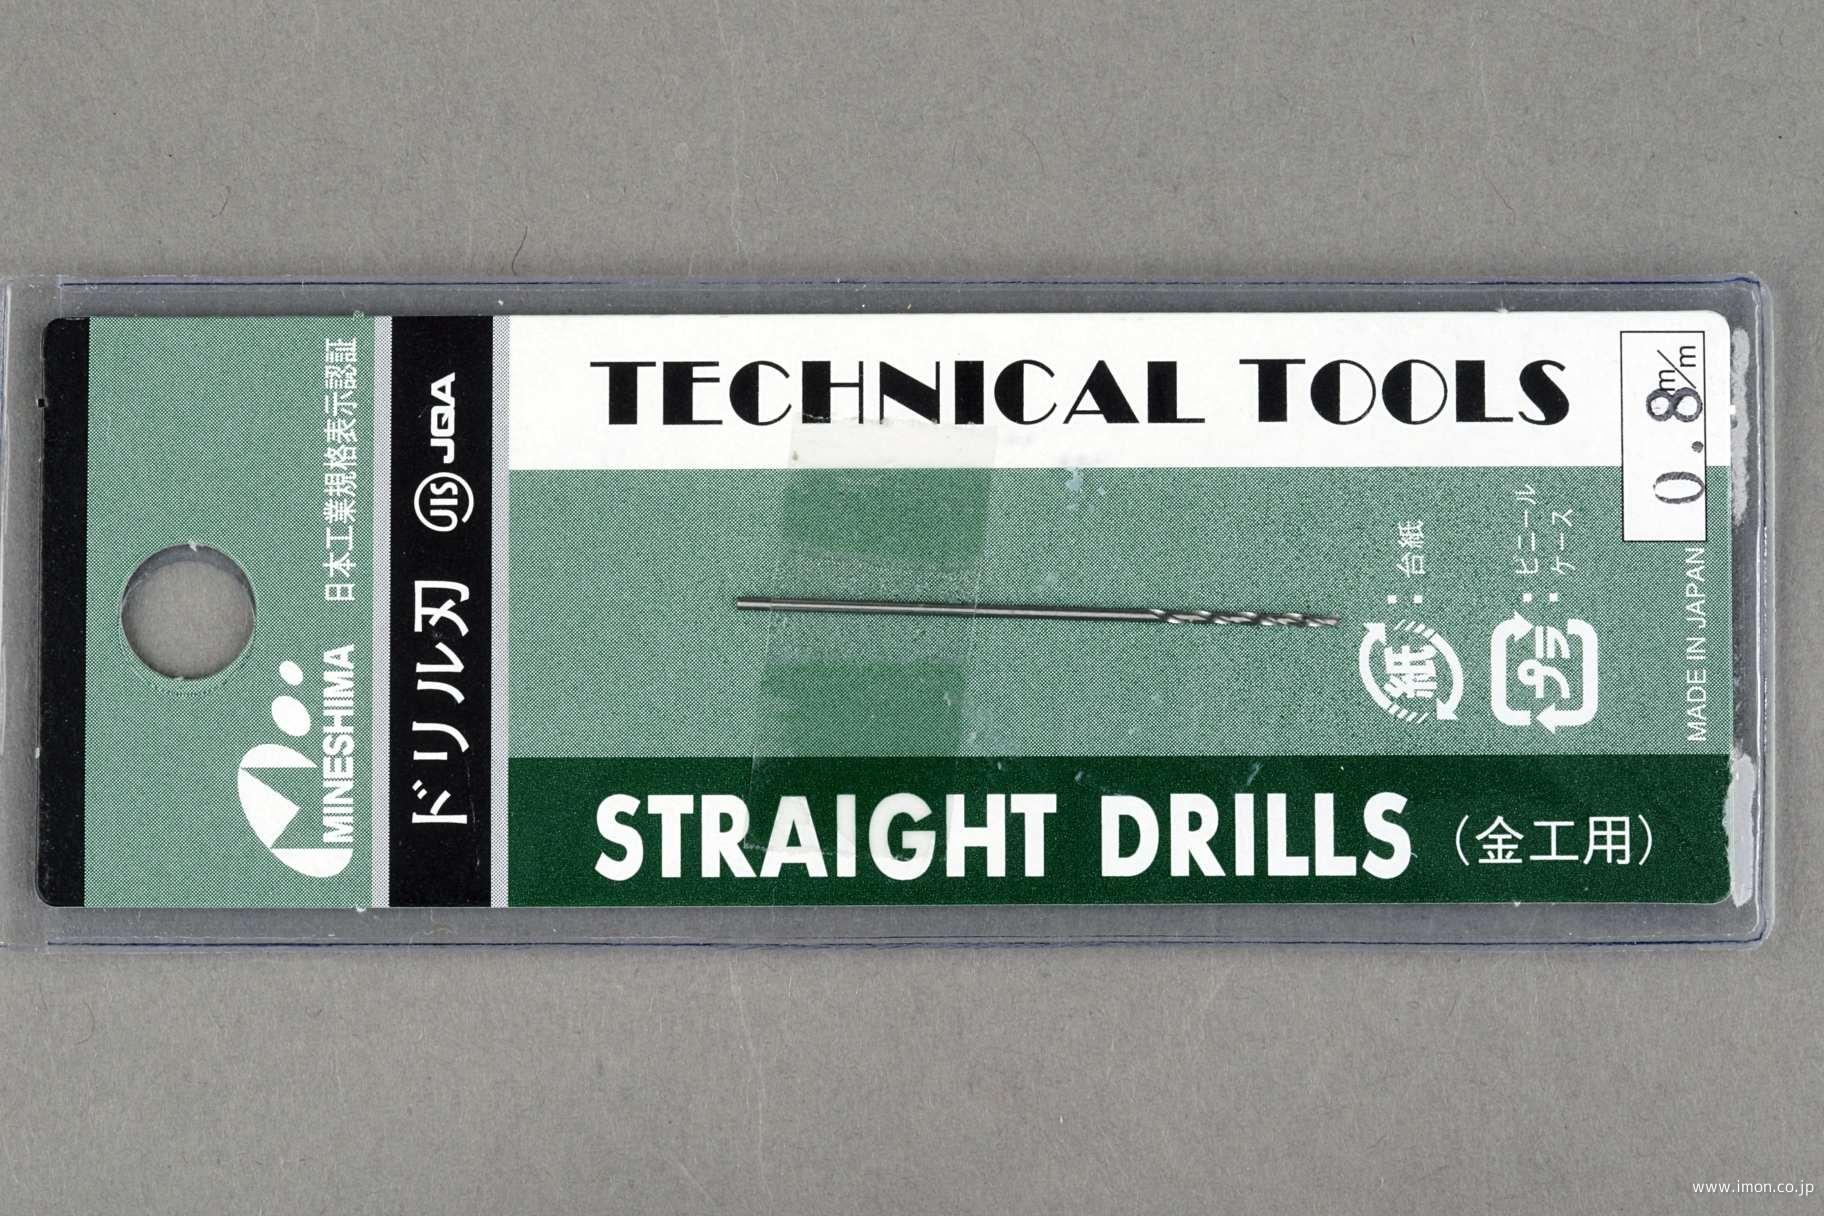 TECHNICAL TOOLS
0.8m/m
MINESHIMA 日本工業規格表示認証
ドリル刃 JIS JQA
紙:台紙
プラ:ビニール
ケース
MADE IN JAPAN
STRAIGHT DRILLS (金工用)
www.imon.co.jp